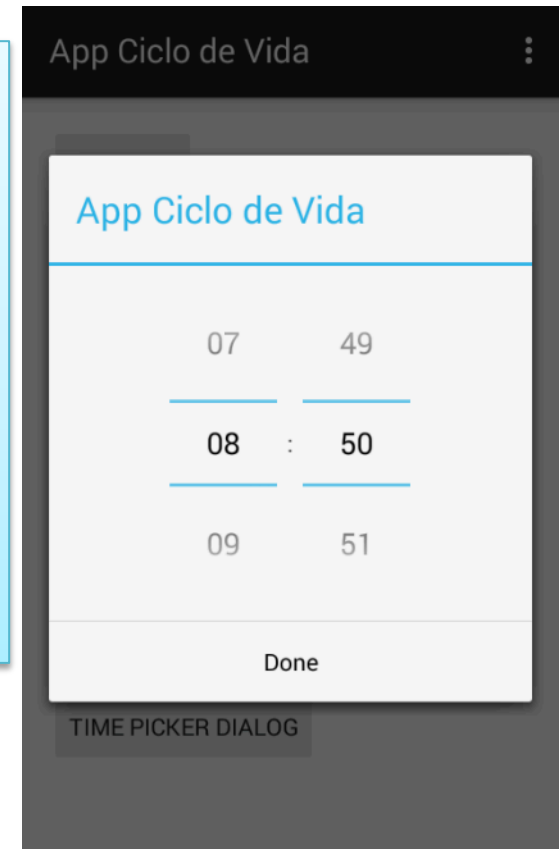 App Ciclo de Vida
App Ciclo de Vida
07 49
08 : 50
09 51
Done
TIME PICKER DIALOG